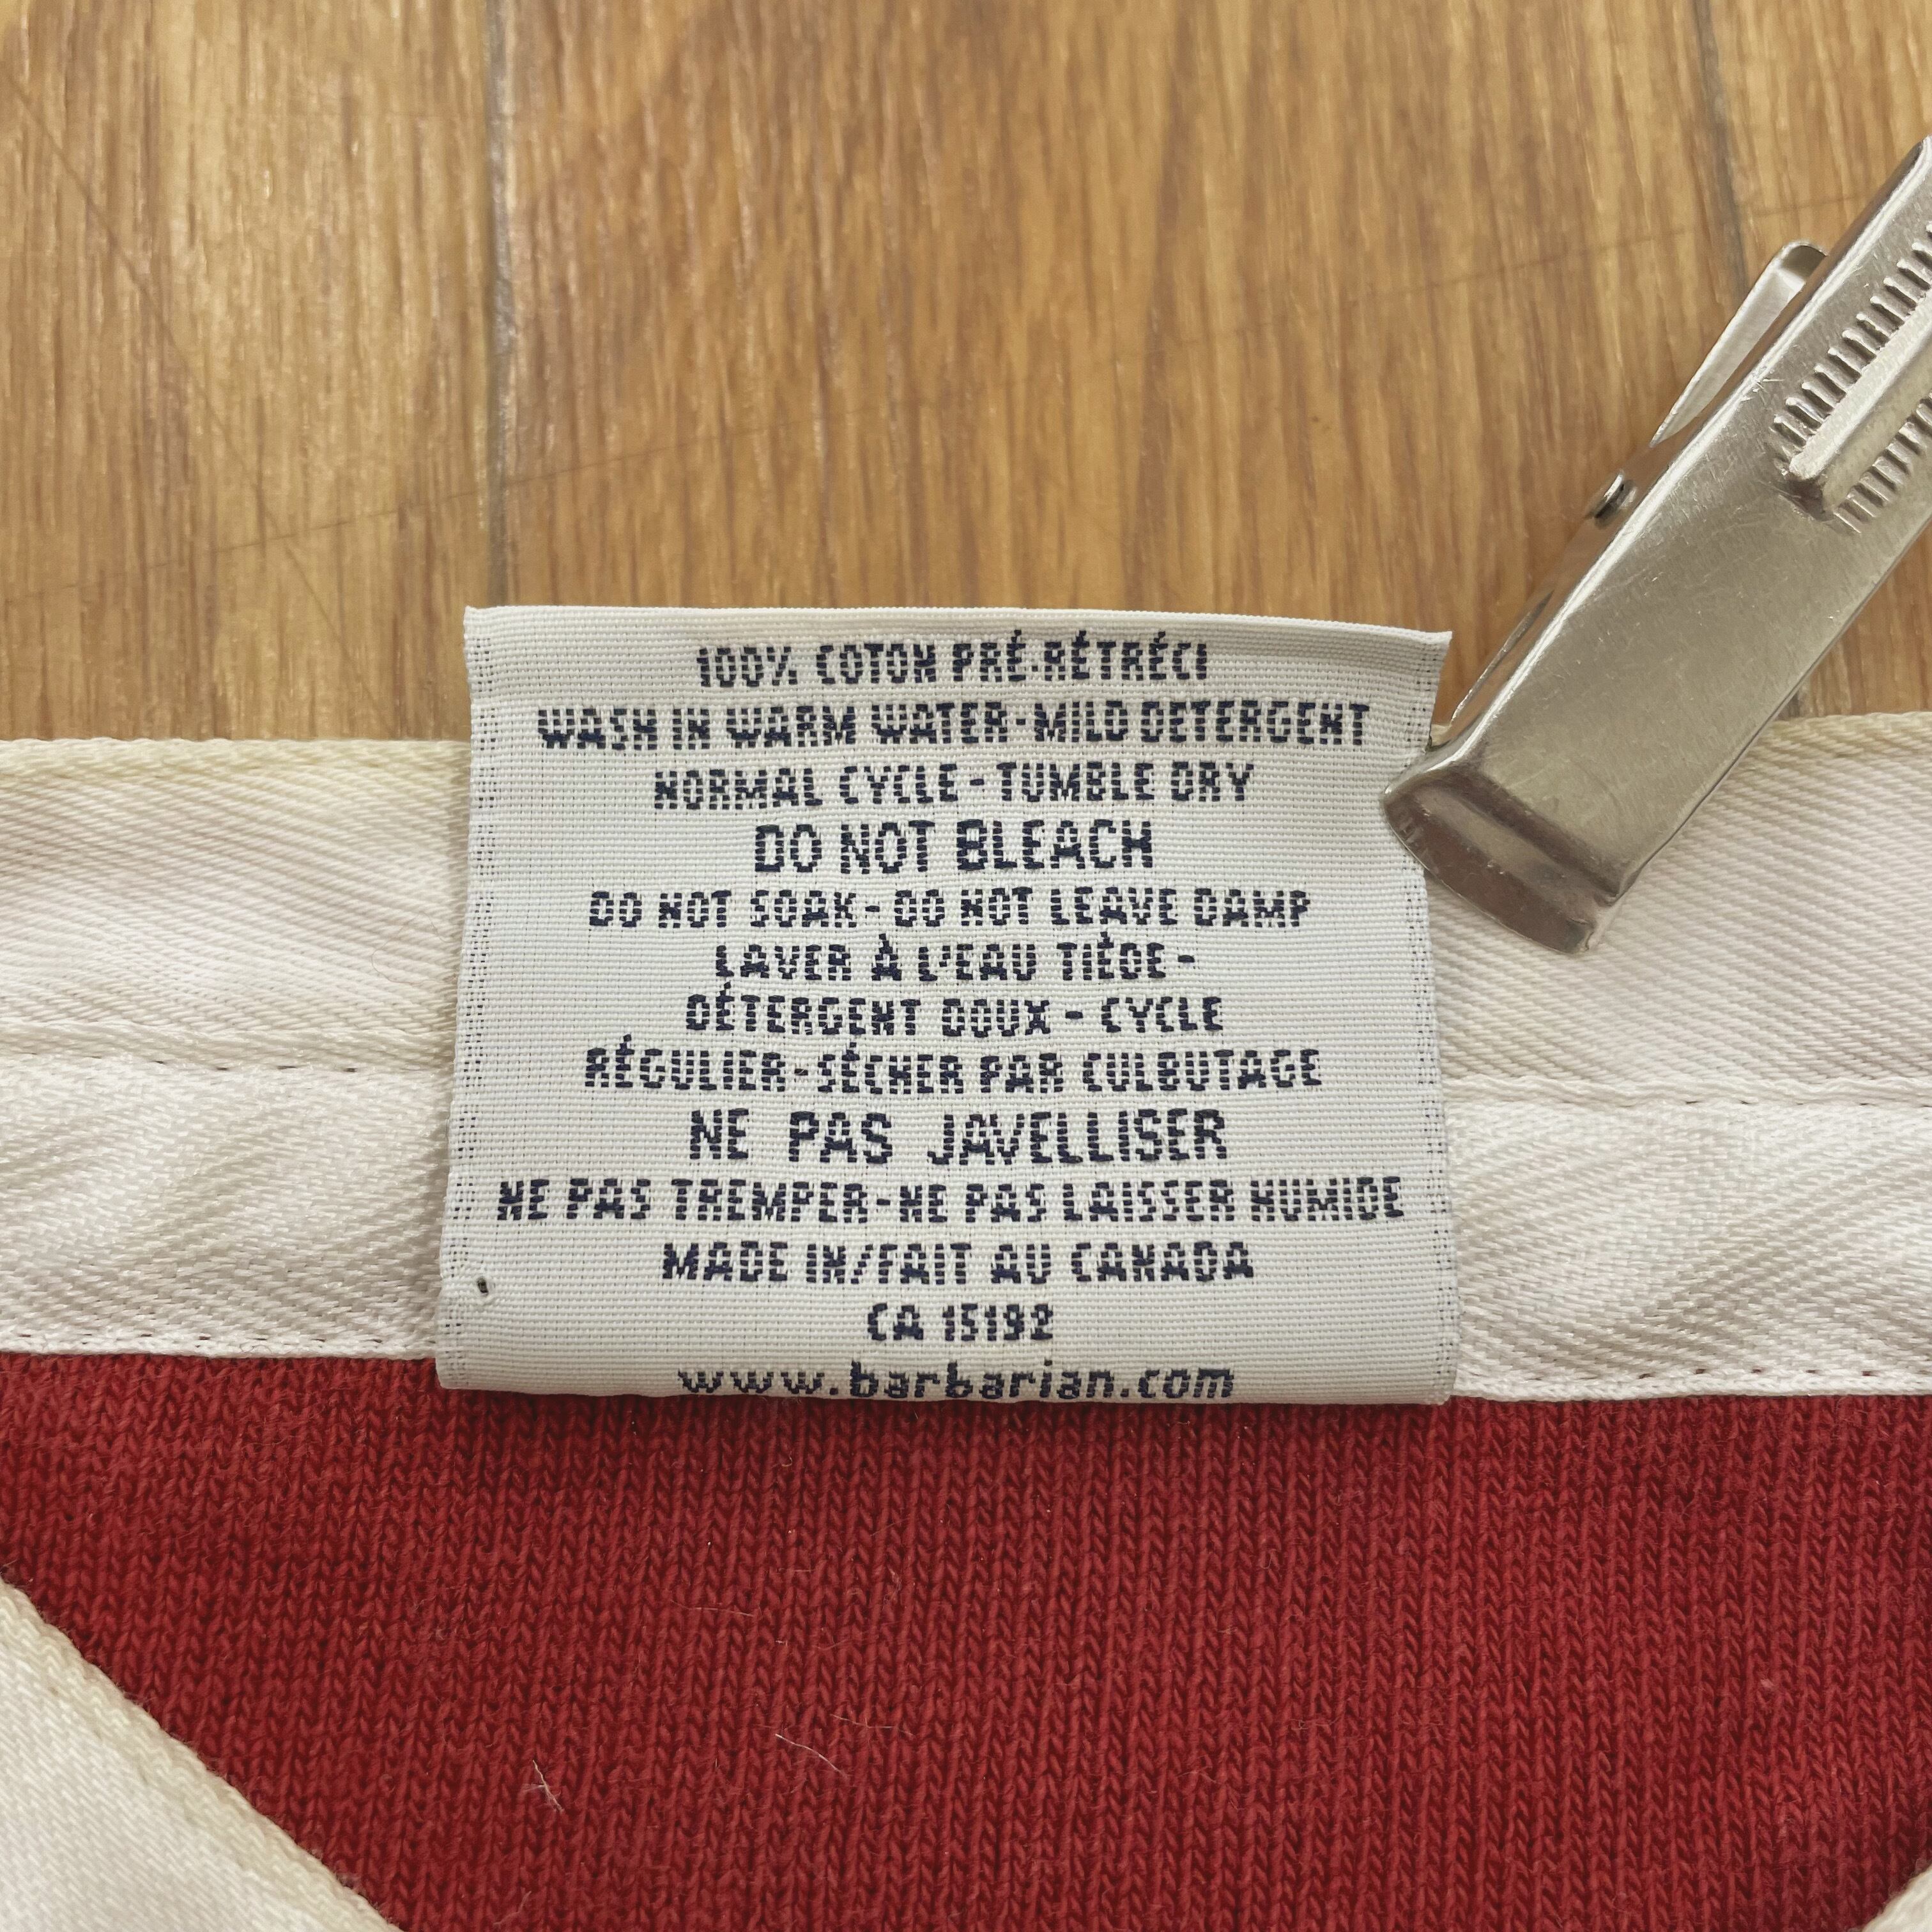 100% COTON PRÉ-RÉTRÉCI
WASH IN WARM WATER-MILD DETERGENT
NORMAL CYCLE-TUMBLE DRY
DO NOT BLEACH
DO NOT SOAK-DO NOT LEAVE DAMP
LAVER À L'EAU TIÉDE-
DÉTERGENT DOUX - CYCLE
RÉGULIER-SÉCHER PAR CULBUTAGE
NE PAS JAVELLISER
NE PAS TREMPER-NE PAS LAISSER HUMIDE
MADE IN/FAIT AU CANADA
CA 15192
www.barbarian.com